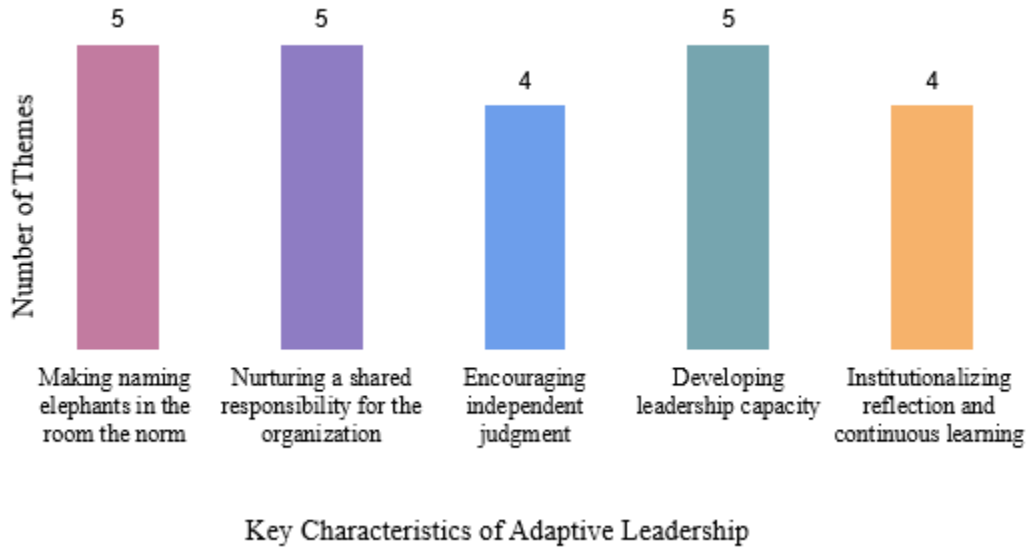 5
5
4
5
4
Number of Themes
Making naming
elephants in the
room the norm
Nurturing a shared
responsibility for the
organization
Encouraging
independent
judgment
Developing
leadership capacity
Institutionalizing
reflection and
continuous learning
Key Characteristics of Adaptive Leadership